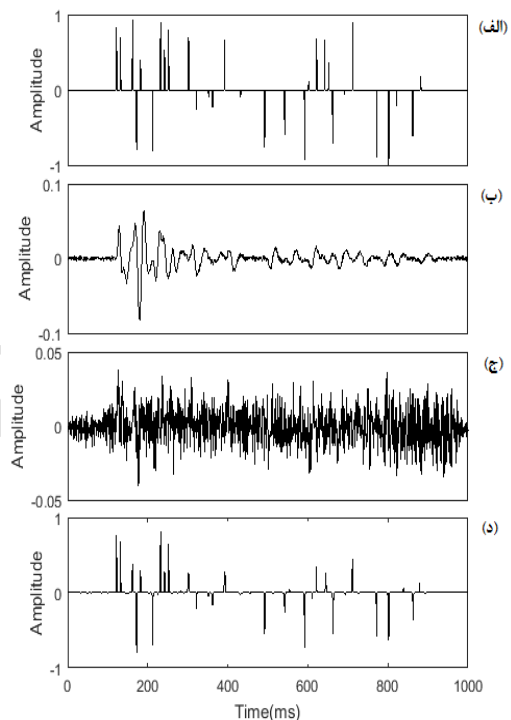 (الف)
1
0
-1
Amplitude
(ب)
0.1
0
-0.1
Amplitude
(ج)
0.05
0
-0.05
Amplitude
(د)
1
0
-1
Amplitude
0 200 400 600 800 1000
Time(ms)